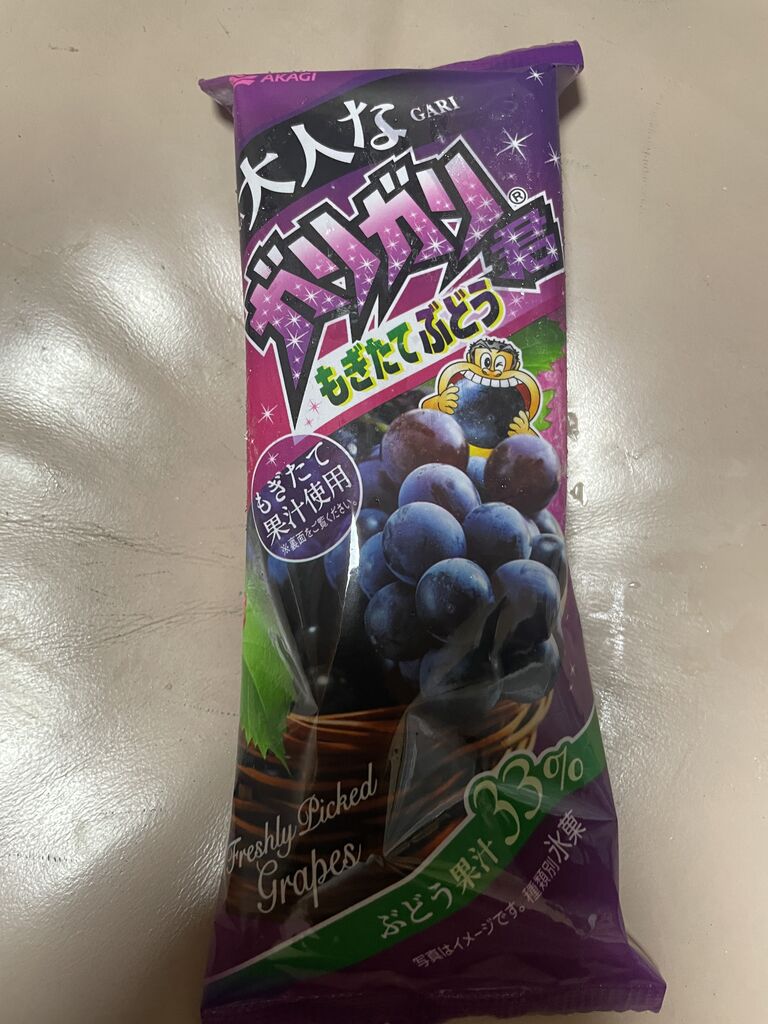 AKAGI
大人な
GARI
ガリガリ君®
もぎたてぶどう
もぎたて
果汁使用
※裏面をご覧ください。
Freshly Picked
Grapes
ぶどう果汁33%
写真はイメージです。種類別/氷菓